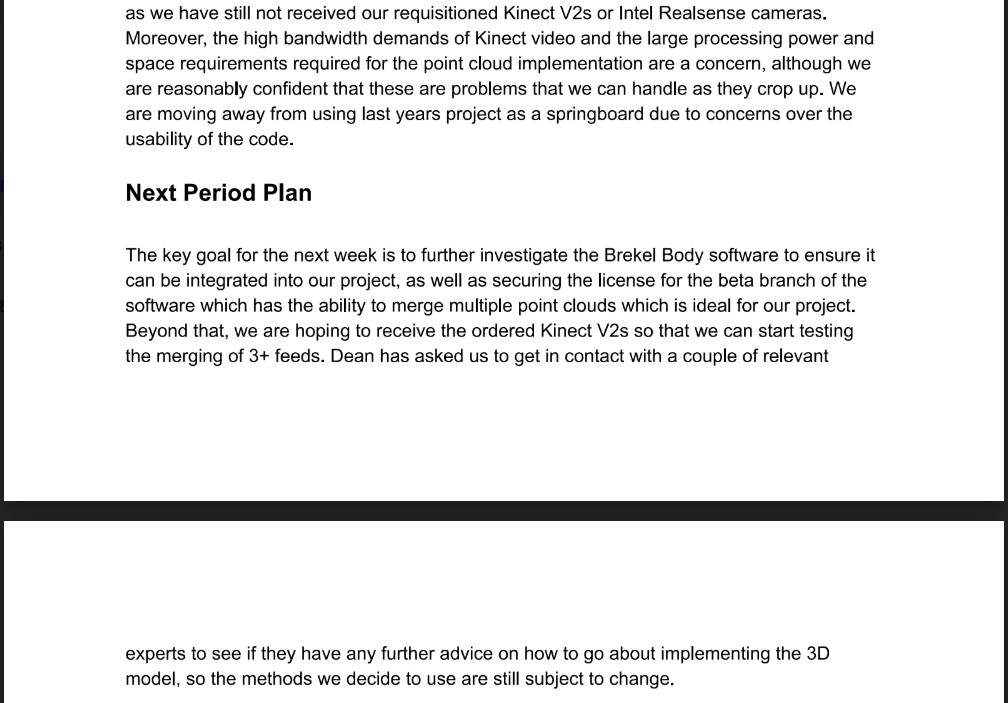 as we have still not received our requisitioned Kinect V2s or Intel Realsense cameras.
Moreover, the high bandwidth demands of Kinect video and the large processing power and
space requirements required for the point cloud implementation are a concern, although we
are reasonably confident that these are problems that we can handle as they crop up. We
are moving away from using last years project as a springboard due to concerns over the
usability of the code.
Next Period Plan
The key goal for the next week is to further investigate the Brekel Body software to ensure it
can be integrated into our project, as well as securing the license for the beta branch of the
software which has the ability to merge multiple point clouds which is ideal for our project.
Beyond that, we are hoping to receive the ordered Kinect V2s so that we can start testing
the merging of 3+ feeds. Dean has asked us to get in contact with a couple of relevant
experts to see if they have any further advice on how to go about implementing the 3D
model, so the methods we decide to use are still subject to change.